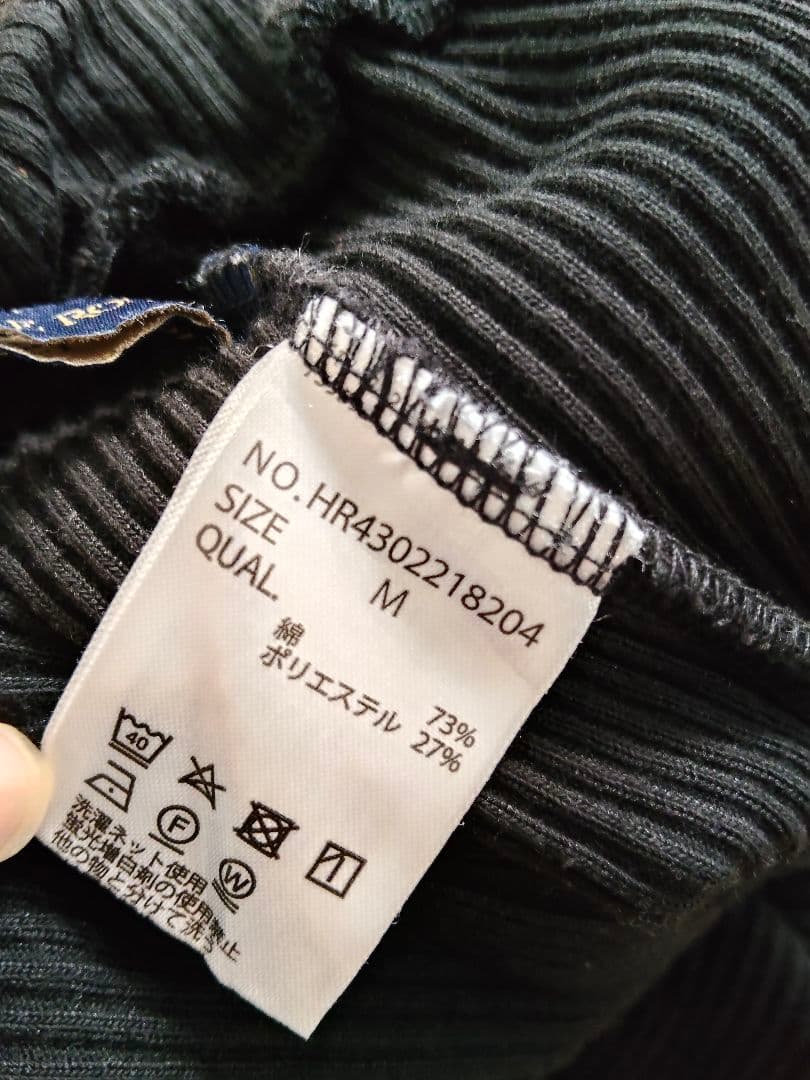 NO.HR4302218204
SIZE M
QUAL.
綿 73%
ポリエステル 27%
40
F
W
洗濯ネット使用
蛍光増白剤の使用禁止
他の物と分けて洗う